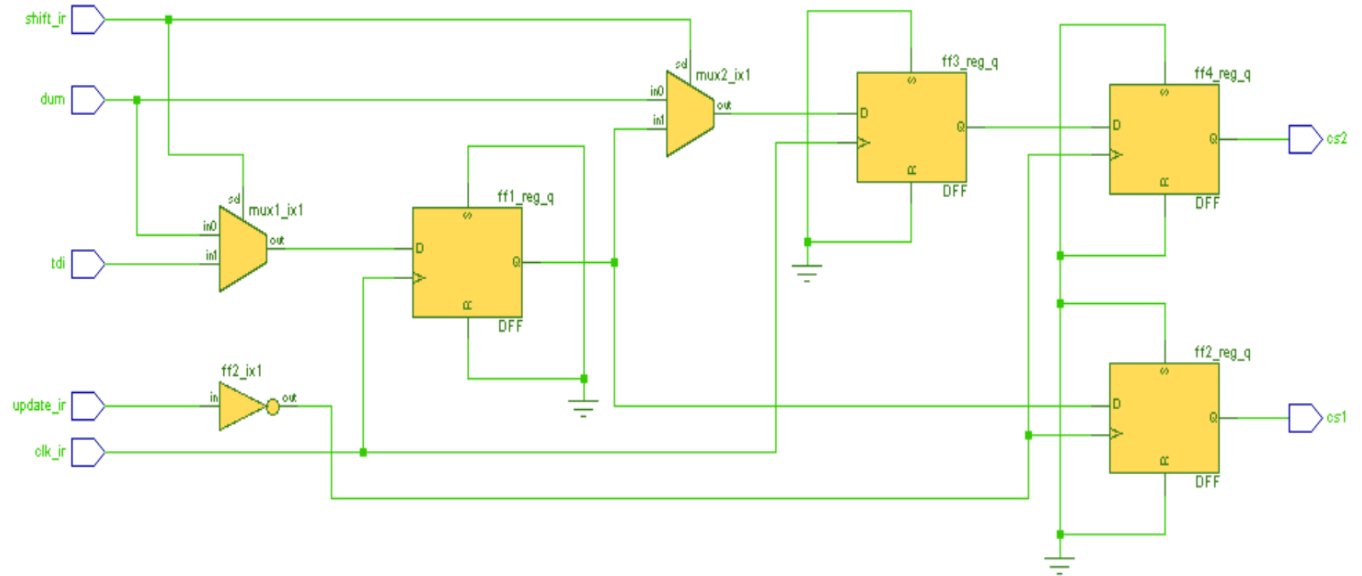 shift_ir
dum
tdi
update_ir
clk_ir
sd
mux1_ix1
in0
in1
out
ff2_ix1
in
out
ff1_reg_q
S
D
Q
R
DFF
sd
mux2_ix1
in0
in1
out
ff3_reg_q
S
D
Q
R
DFF
ff4_reg_q
S
D
Q
R
DFF
cs2
ff2_reg_q
S
D
Q
R
DFF
cs1